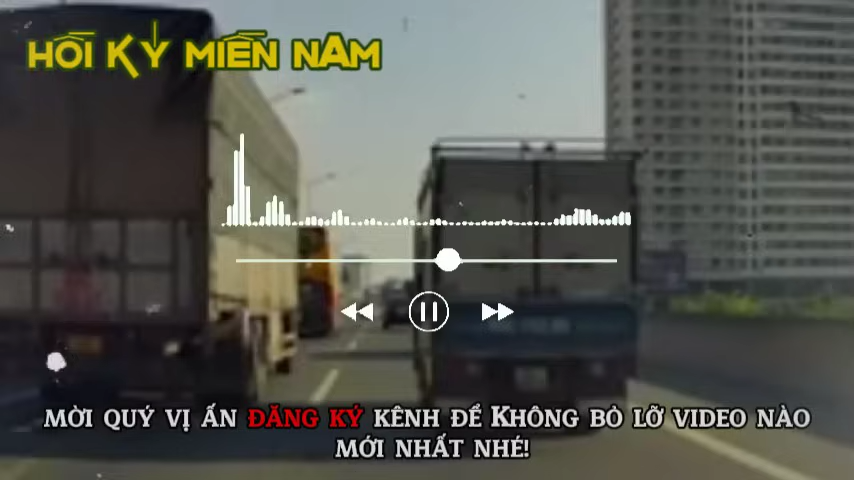 HỒI KÝ MIỀN NAM
MỜI QUÝ VỊ ẤN ĐĂNG KÝ KÊNH ĐỂ KHÔNG BỎ LỠ VIDEO NÀO
MỚI NHẤT NHÉ!